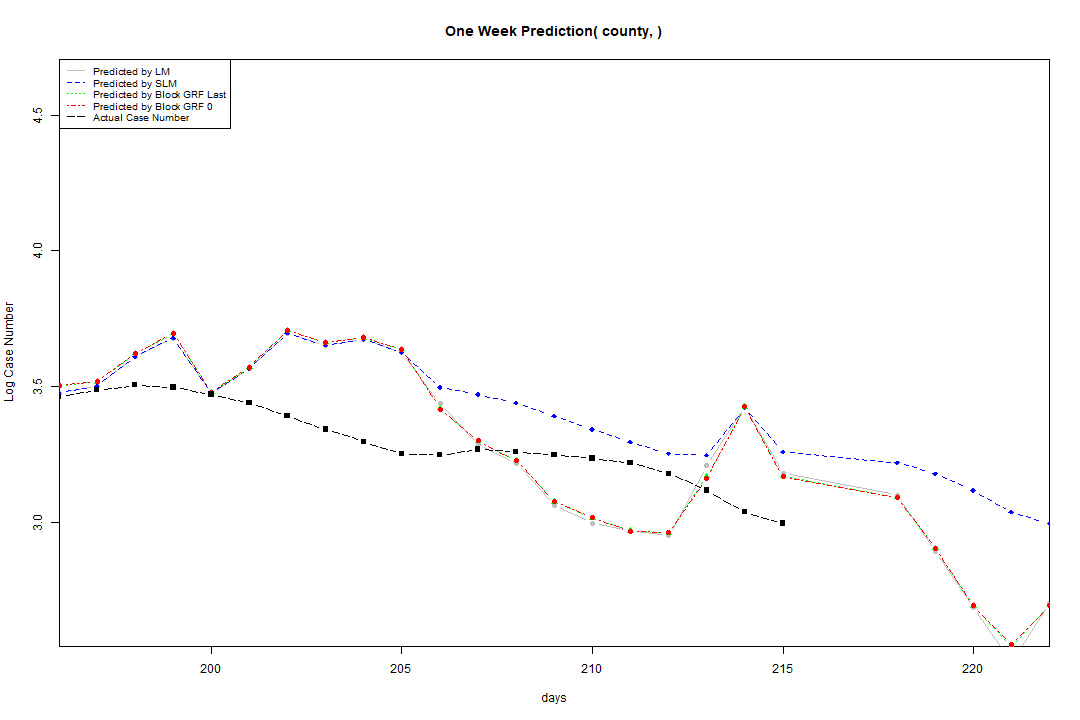 One Week Prediction( county, )
Predicted by LM
Predicted by SLM
Predicted by Block GRF Last
Predicted by Block GRF 0
Actual Case Number
4.5
4.0
3.5
3.0
Log Case Number
200
205
210
215
220
days